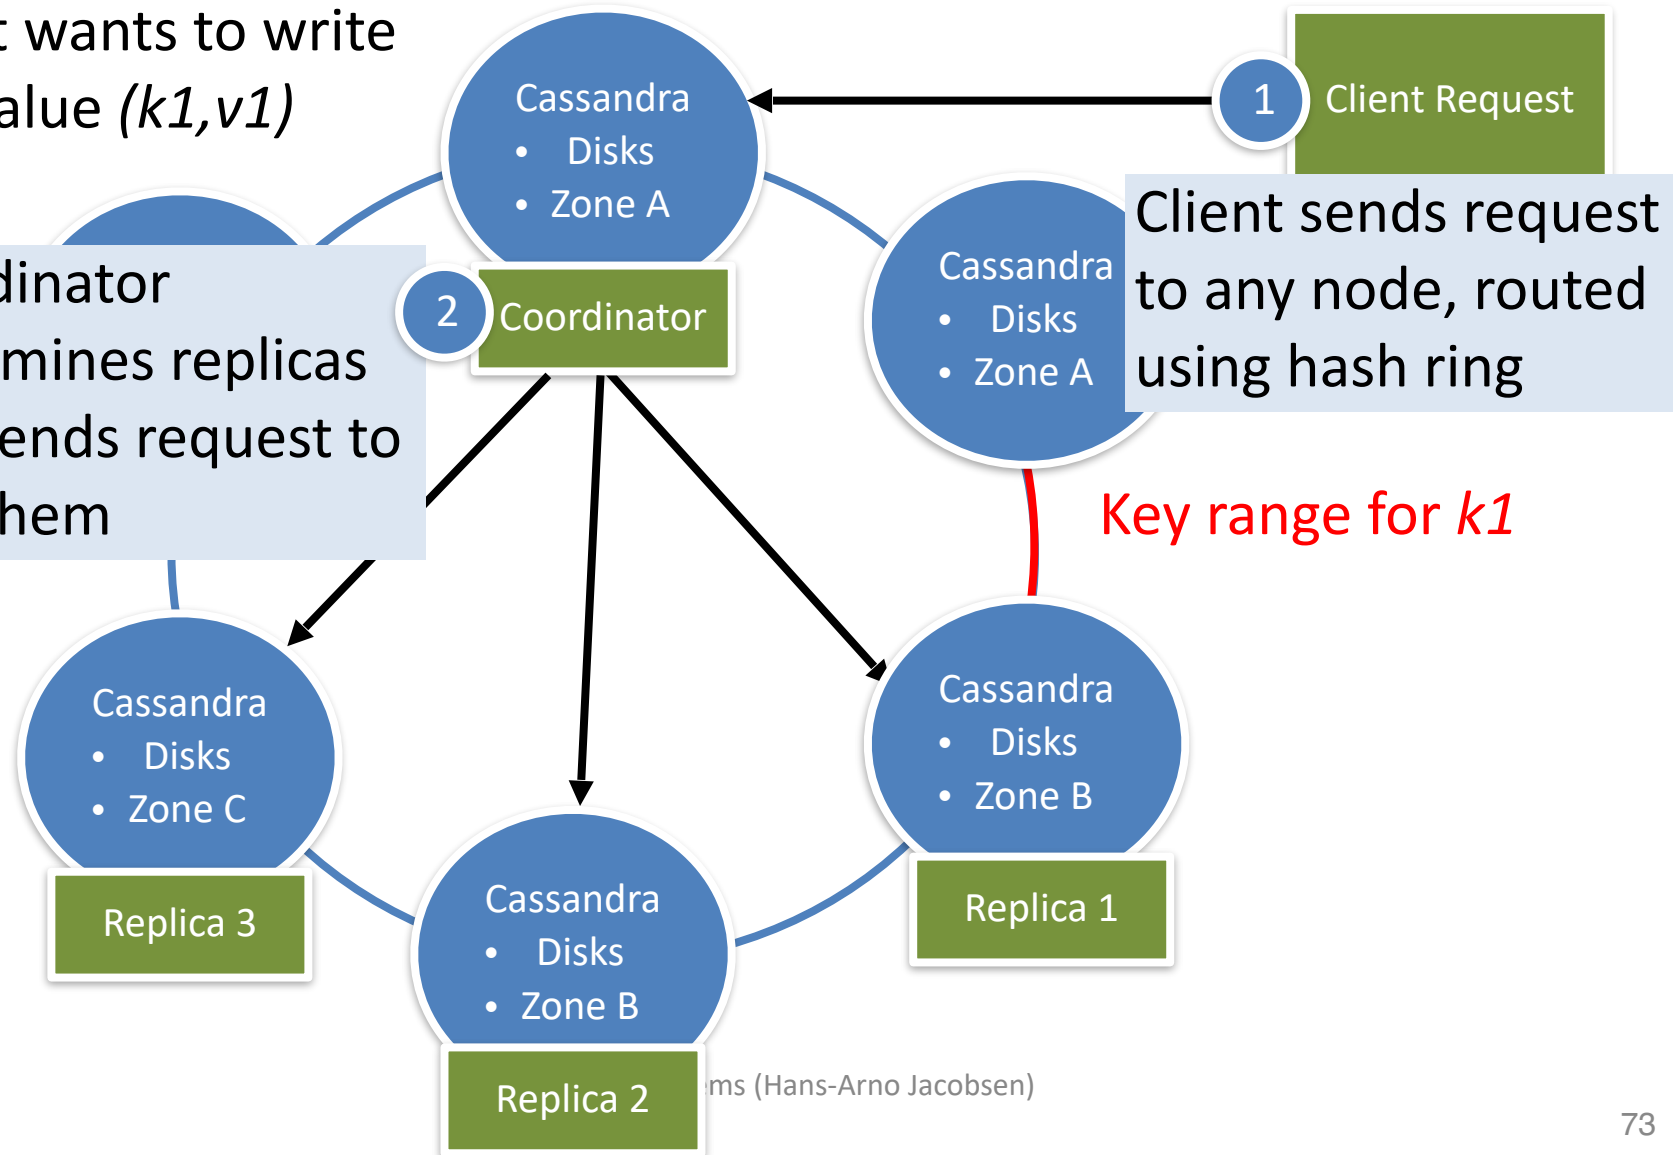 t wants to write
alue (k1,v1)
Cassandra
• Disks
• Zone A
1
Client Request
Client sends request
to any node, routed
using hash ring
dinator
mines replicas
ends request to
hem
2
Coordinator
Cassandra
• Disks
• Zone A
Key range for k1
Cassandra
• Disks
• Zone C
Replica 3
Cassandra
• Disks
• Zone B
Replica 2
Cassandra
• Disks
• Zone B
Replica 1
ms (Hans-Arno Jacobsen)
73